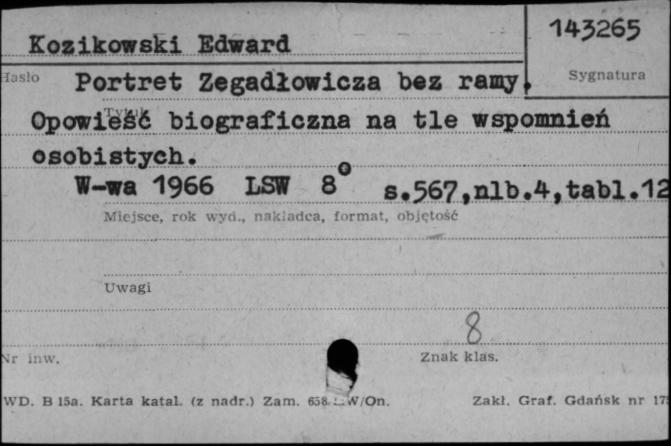 143265
Kozikowski Edward
Hasło
Sygnatura
Portret Zegadłowicza bez ramy.
Tytuł
Opowieść biograficzna na tle wspomnień
osobistych.
W-wa 1966 LSW 8° s.567,nlb.4,tabl.12
Miejsce, rok wyd., nakładca, format, objętość
Uwagi
8
Nr inw.
Znak klas.
WD. B 15a. Karta katal. (z nadr.) Zam. 658 W/On.
Zakł. Graf. Gdańsk nr